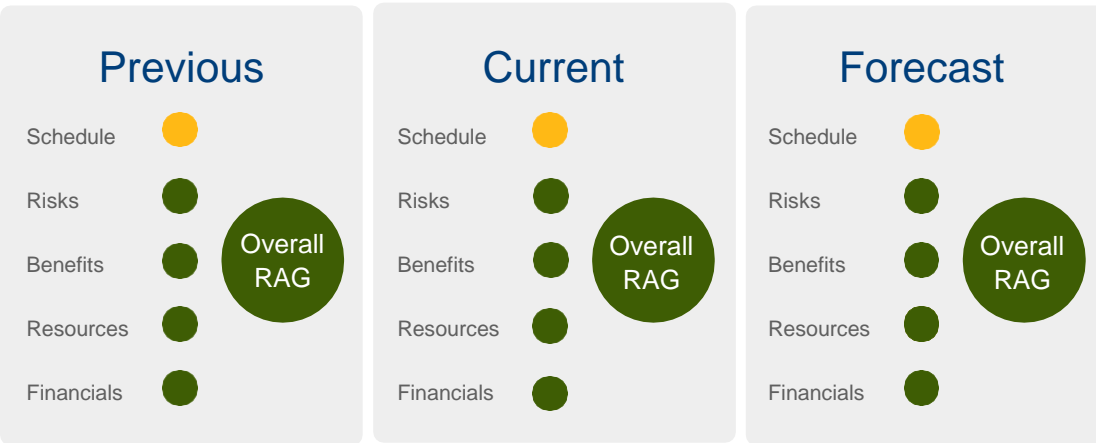 Previous
Schedule
Risks
Benefits
Resources
Financials
Overall
RAG
Current
Schedule
Risks
Benefits
Resources
Financials
Overall
RAG
Forecast
Schedule
Risks
Benefits
Resources
Financials
Overall
RAG